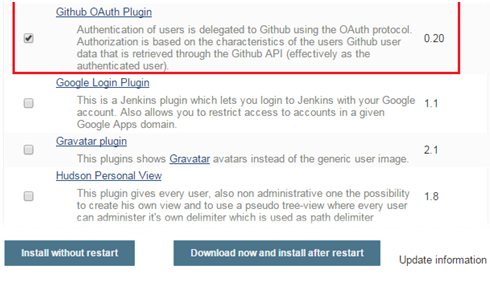 Github OAuth Plugin
Authentication of users is delegated to Github using the OAuth protocol.
Authorization is based on the characteristics of the users Github user
data that is retrieved through the Github API (effectively as the
authenticated user).
0.20
Google Login Plugin
This is a Jenkins plugin which lets you login to Jenkins with your Google
account. Also allows you to restrict access to accounts in a given
Google Apps domain.
1.1
Gravatar plugin
This plugins shows Gravatar avatars instead of the generic user image.
2.1
Hudson Personal View
This plugin gives every user, also non administrative one the possibility
to create his own view and to use a pseudo tree-view where every user
can administer it's own delimiter which is used as path delimiter
1.8
Install without restart
Download now and install after restart
Update information